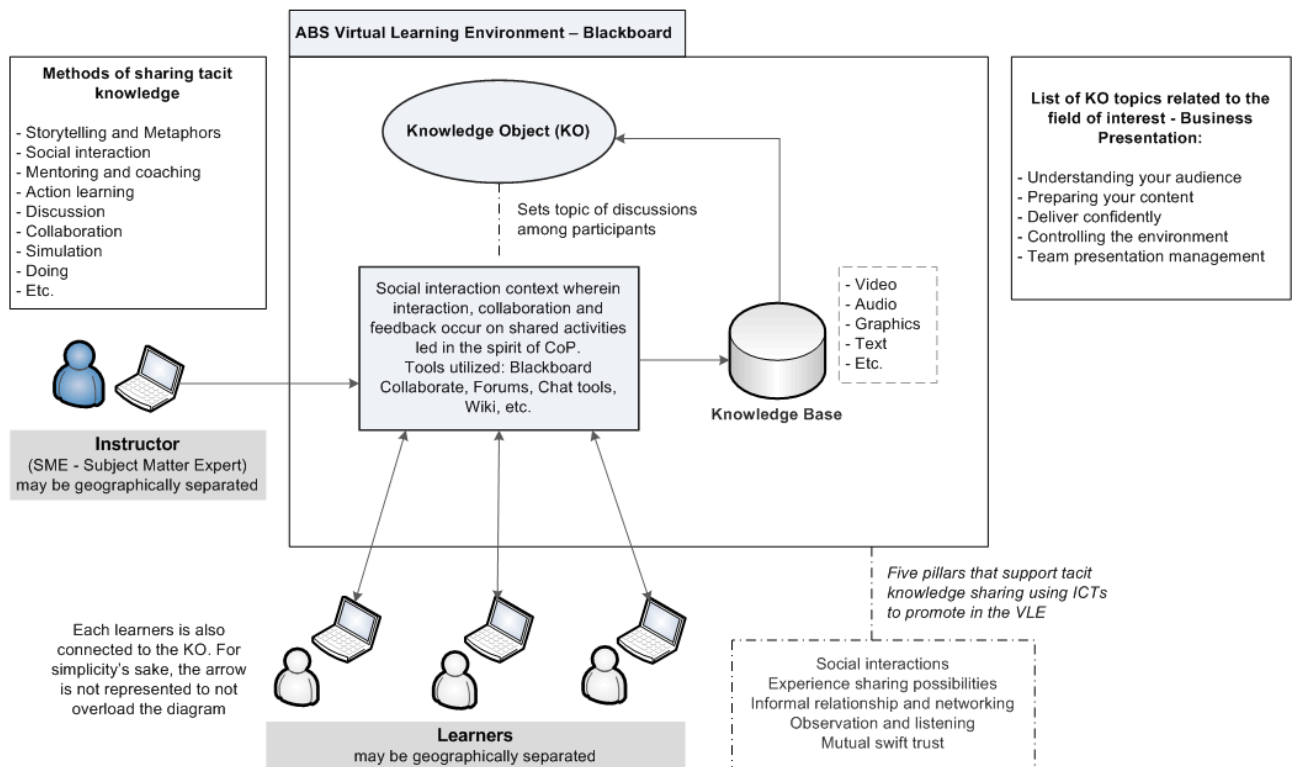 ABS Virtual Learning Environment – Blackboard
Methods of sharing tacit
knowledge
- Storytelling and Metaphors
- Social interaction
- Mentoring and coaching
- Action learning
- Discussion
- Collaboration
- Simulation
- Doing
- Etc.
Knowledge Object (KO)
Sets topic of discussions
among participants
Social interaction context wherein
interaction, collaboration and
feedback occur on shared activities
led in the spirit of CoP.
Tools utilized: Blackboard
Collaborate, Forums, Chat tools,
Wiki, etc.
- Video
- Audio
- Graphics
- Text
- Etc.
Knowledge Base
List of KO topics related to the
field of interest - Business
Presentation:
- Understanding your audience
- Preparing your content
- Deliver confidently
- Controlling the environment
- Team presentation management
Instructor
(SME - Subject Matter Expert)
may be geographically separated
Five pillars that support tacit
knowledge sharing using ICTs
to promote in the VLE
Each learners is also
connected to the KO. For
simplicity's sake, the arrow
is not represented to not
overload the diagram
Social interactions
Experience sharing possibilities
Informal relationship and networking
Observation and listening
Mutual swift trust
Learners
may be geographically separated